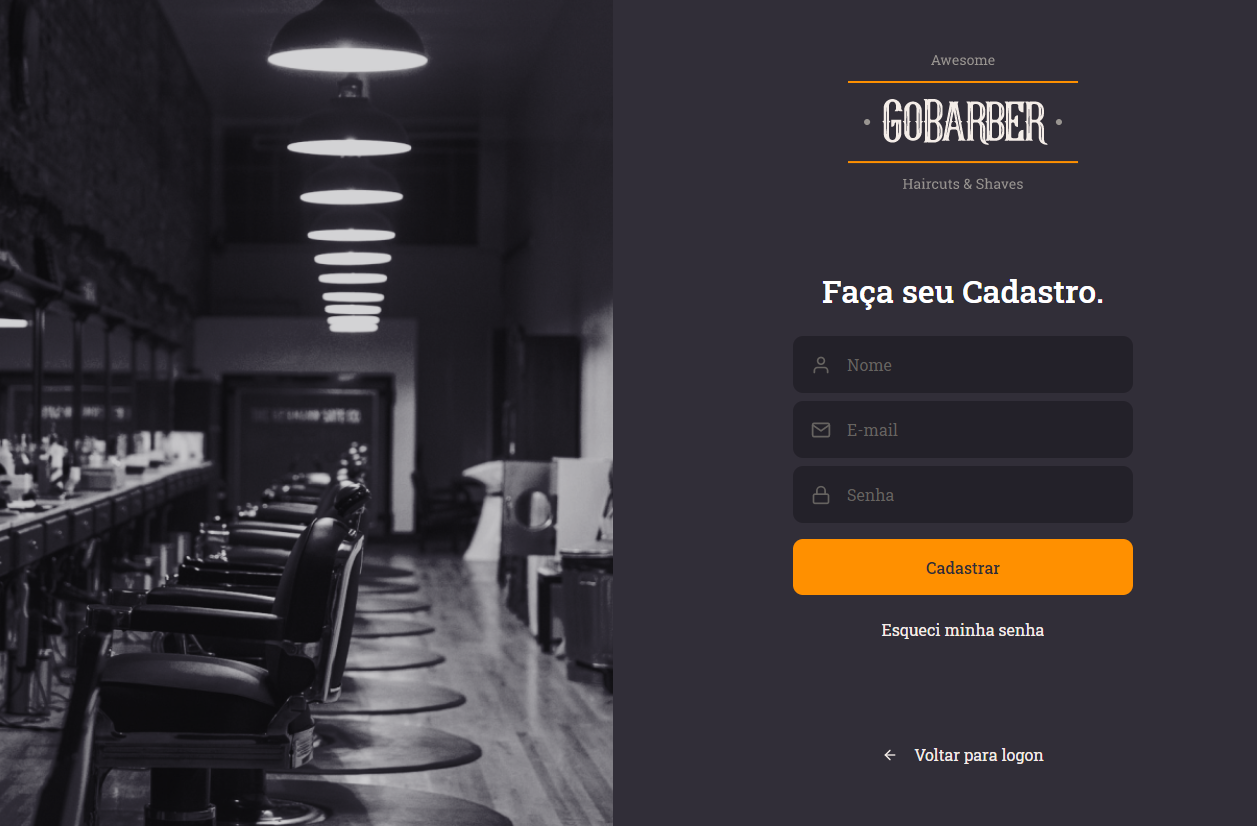 Awesome
GOBARBER
Haircuts & Shaves
Faça seu Cadastro.
Nome
E-mail
Senha
Cadastrar
Esqueci minha senha
Voltar para logon